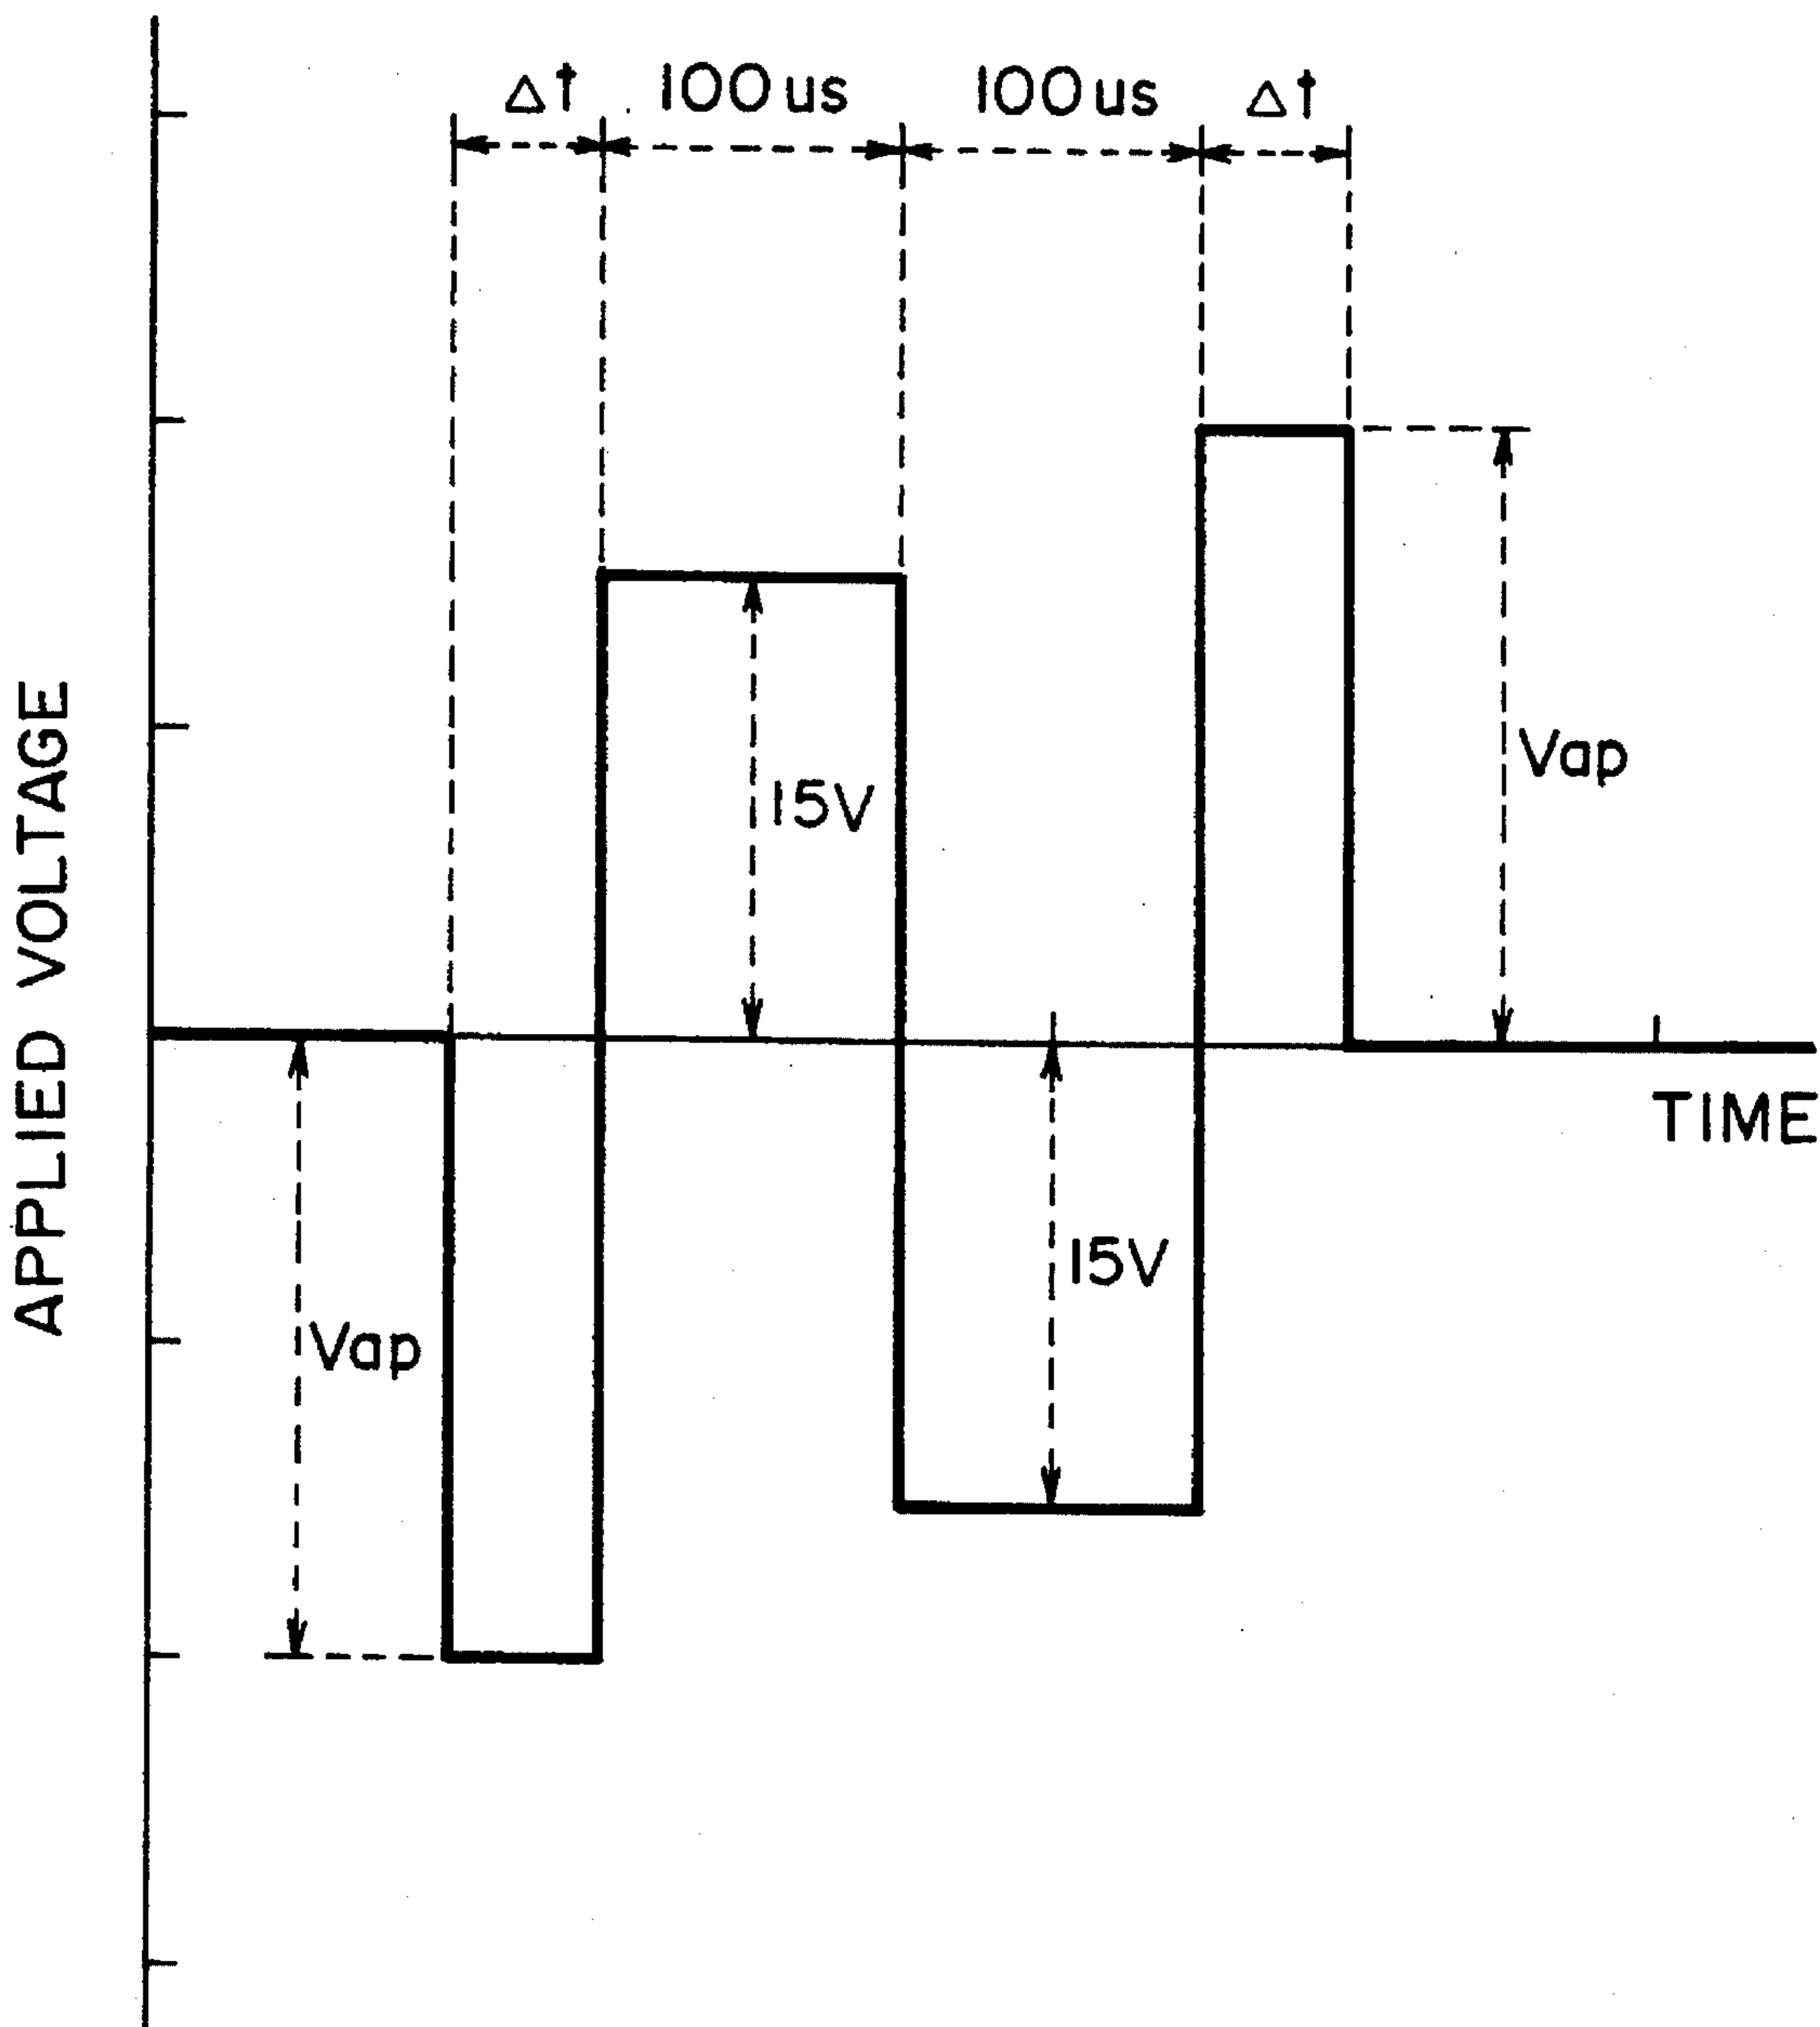 Δt 100us 100us Δt
APPLIED VOLTAGE
15V
Vap
TIME
15V
Vap